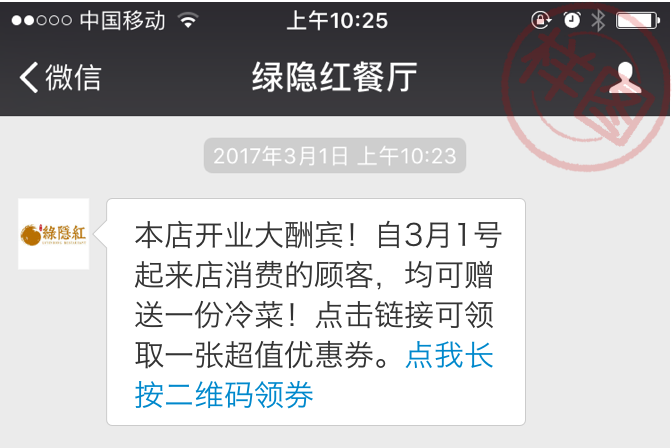 中国移动 上午10:25
微信 绿隐红餐厅
2017年3月1日 上午10:23
綠隱紅
本店开业大酬宾！自3月1号
起来店消费的顾客，均可赠
送一份冷菜！点击链接可领
取一张超值优惠券。点我长
按二维码领券